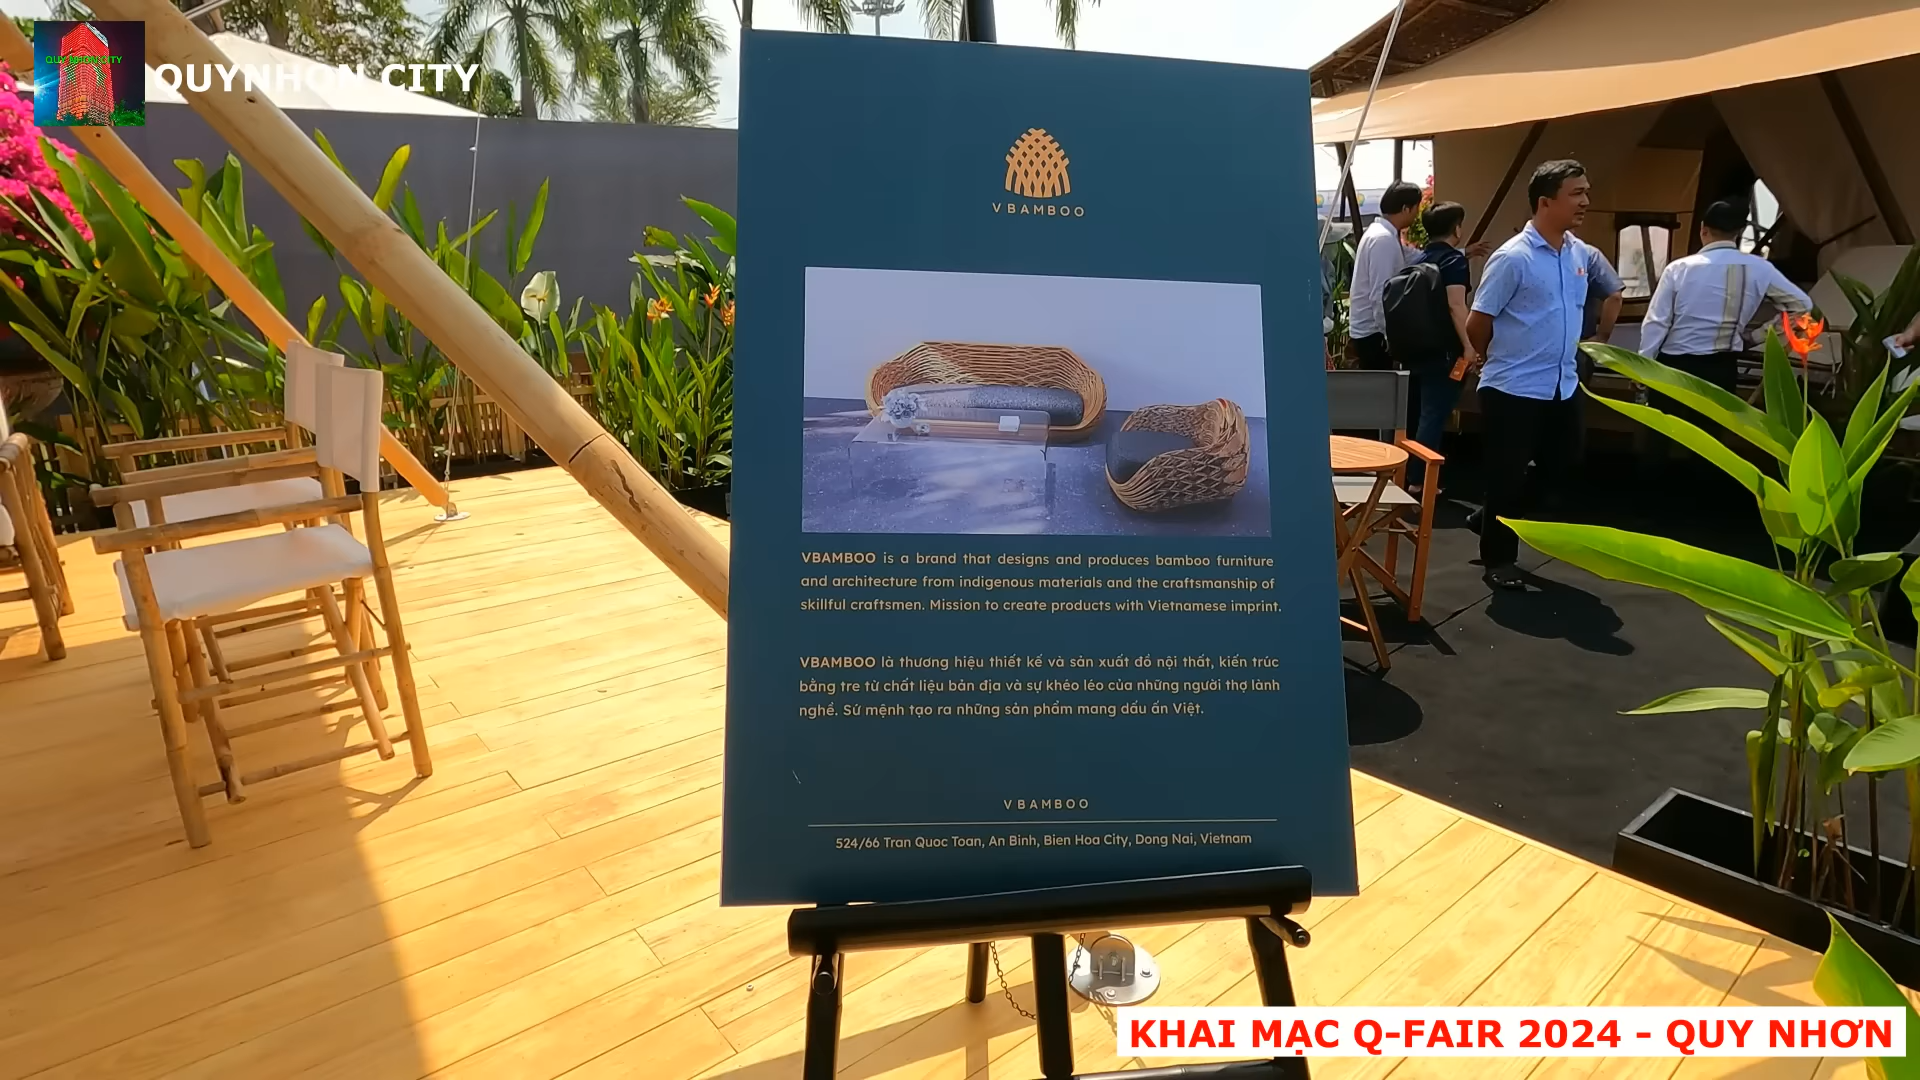 QUY NHON CITY
QUYNHON CITY
VBAMBOO
VBAMBOO is a brand that designs and produces bamboo furniture
and architecture from indigenous materials and the craftsmanship of
skillful craftsmen. Mission to create products with Vietnamese imprint.
VBAMBOO là thương hiệu thiết kế và sản xuất đồ nội thất, kiến trúc
bằng tre từ chất liệu bản địa và sự khéo léo của những người thợ lành
nghề. Sứ mệnh tạo ra những sản phẩm mang dấu ấn Việt.
VBAMBOO
524/66 Tran Quoc Toan, An Binh, Bien Hoa City, Dong Nai, Vietnam
KHAI MẠC Q-FAIR 2024 - QUY NHƠN